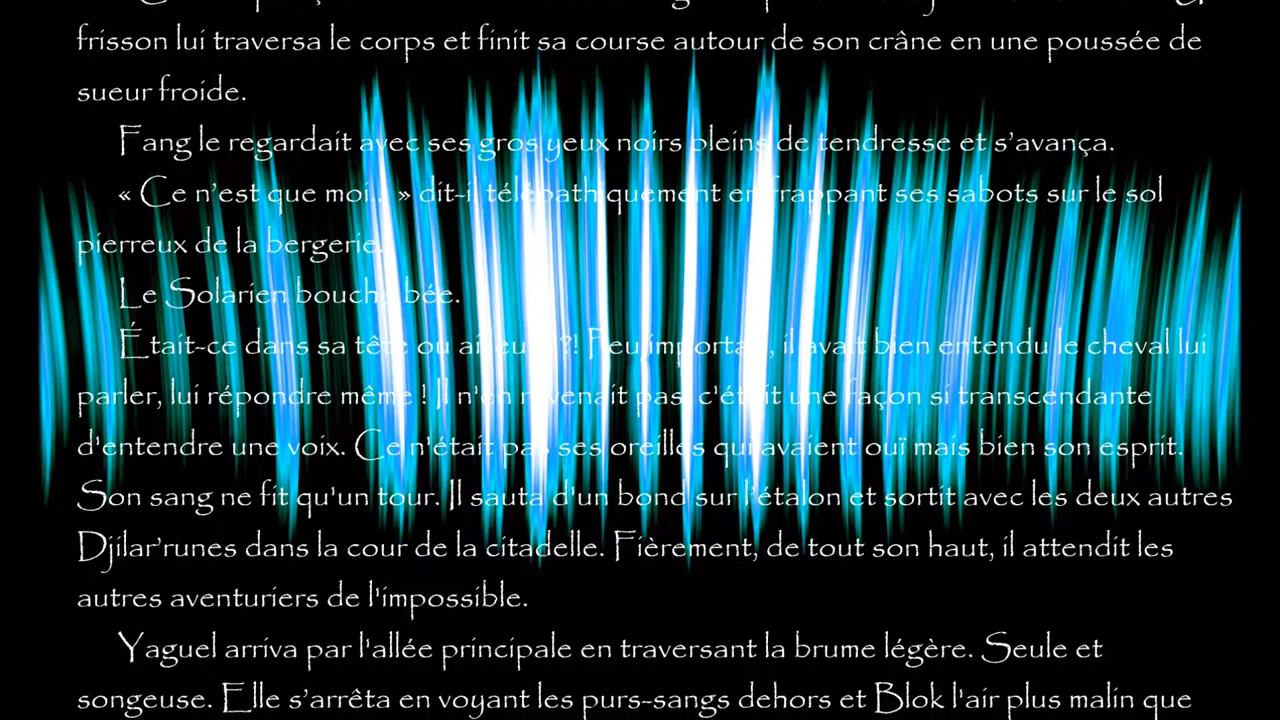 frisson lui traversa le corps et finit sa course autour de son crâne en une poussée de
sueur froide.
Fang le regardait avec ses gros yeux noirs pleins de tendresse et s’avança.
« Ce n’est que moi... » dit-il télépathiquement en frappant ses sabots sur le sol
pierreux de la bergerie.
Le Solarien boucha bée.
Était-ce dans sa tête ou ailleurs ?! Peu importait, il avait bien entendu le cheval lui
parler, lui répondre même ! Il n'en revenait pas, c'était une façon si transcendante
d'entendre une voix. Ce n'était pas ses oreilles qui avaient ouï mais bien son esprit.
Son sang ne fit qu'un tour. Il sauta d'un bond sur l'étalon et sortit avec les deux autres
Djilar’runes dans la cour de la citadelle. Fièrement, de tout son haut, il attendit les
autres aventuriers de l'impossible.
Yaguel arriva par l'allée principale en traversant la brume légère. Seule et
songeuse. Elle s’arrêta en voyant les purs-sangs dehors et Blok l'air plus malin que